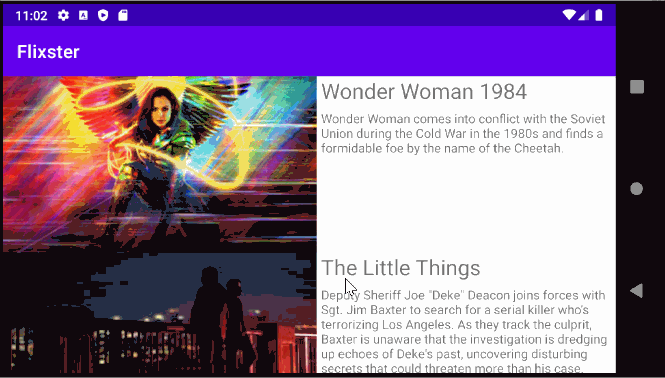 11:02
Flixster
Wonder Woman 1984
Wonder Woman comes into conflict with the Soviet
Union during the Cold War in the 1980s and finds a
formidable foe by the name of the Cheetah.
The Little Things
Deputy Sheriff Joe "Deke" Deacon joins forces with
Sgt. Jim Baxter to search for a serial killer who's
terrorizing Los Angeles. As they track the culprit,
Baxter is unaware that the investigation is dredging
up echoes of Deke's past, uncovering disturbing
secrets that could threaten more than his case.